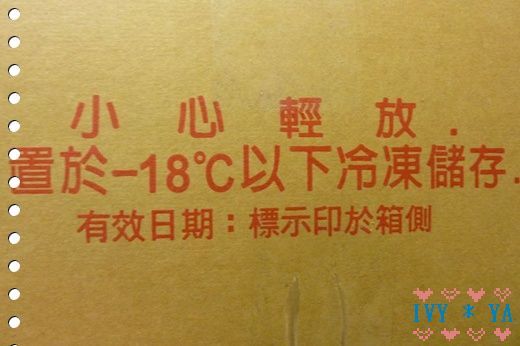 小心輕放.
置於-18℃以下冷凍儲存.
有效日期：標示印於箱側
IVY * YA